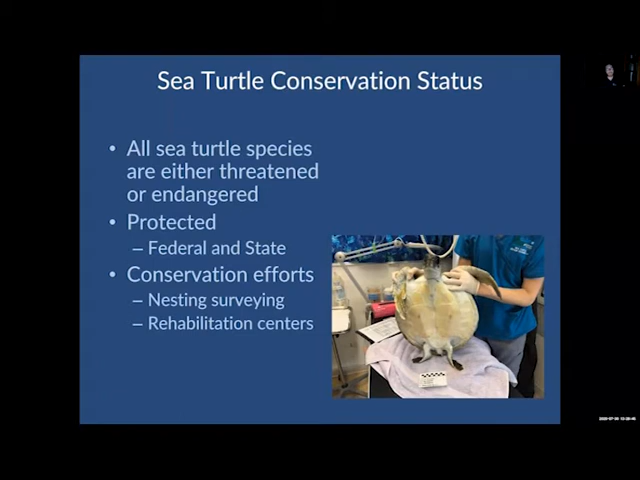 Sea Turtle Conservation Status
• All sea turtle species
are either threatened
or endangered
• Protected
– Federal and State
• Conservation efforts
– Nesting surveying
– Rehabilitation centers